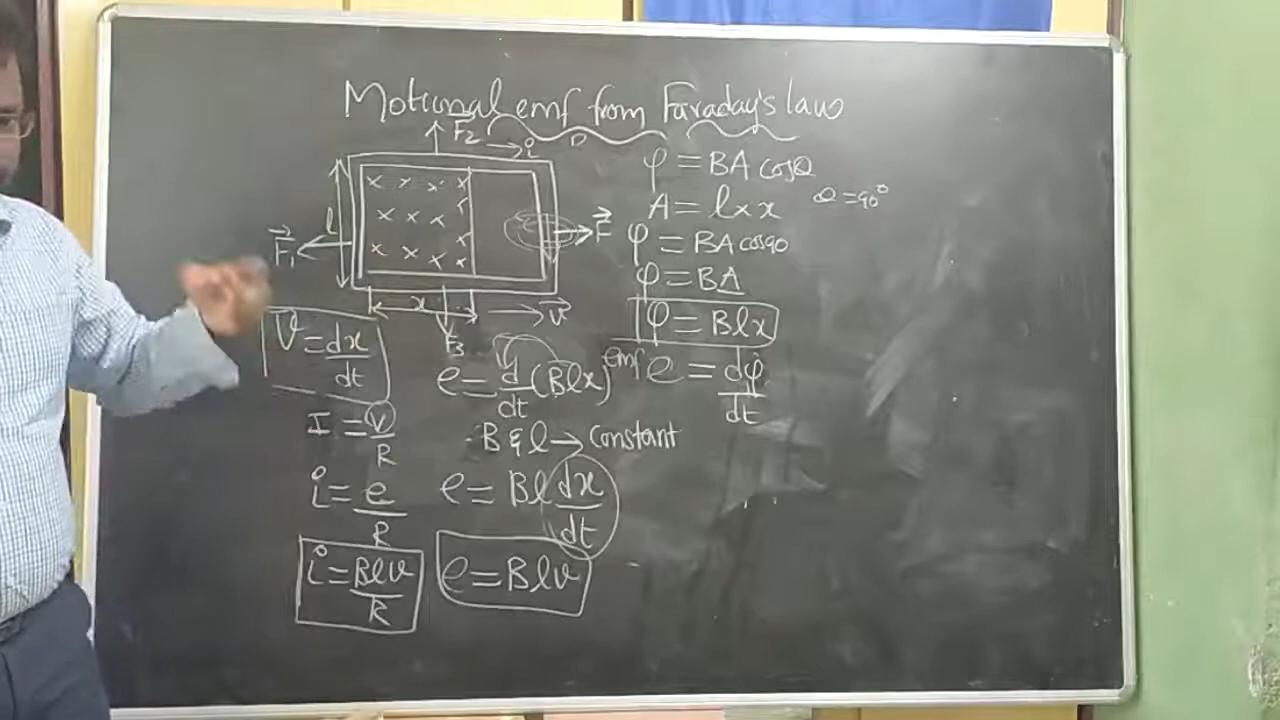 Motional emf from Faraday's law
F₂
→ i
l
F₁
F
x
v
F₃
φ = BA cosθ
A = l × x θ = 90°
φ = BA cos90
φ = BA
φ = Blx
emf e = dφ/dt
V = dx/dt
I = V/R
i = e/R
i = Blv/R
e = d/dt (Blx)
B & l → Constant
e = Bl dx/dt
e = Blv